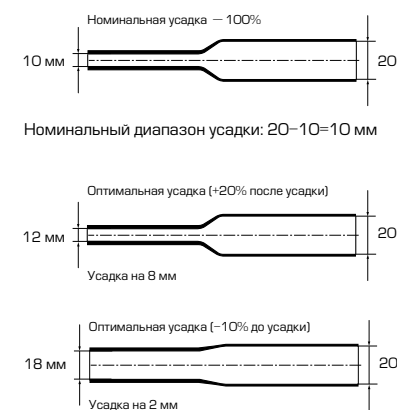 Номинальная усадка – 100%
10 мм
20
Номинальный диапазон усадки: 20–10=10 мм
Оптимальная усадка (+20% после усадки)
12 мм
20
Усадка на 8 мм
Оптимальная усадка (–10% до усадки)
18 мм
20
Усадка на 2 мм